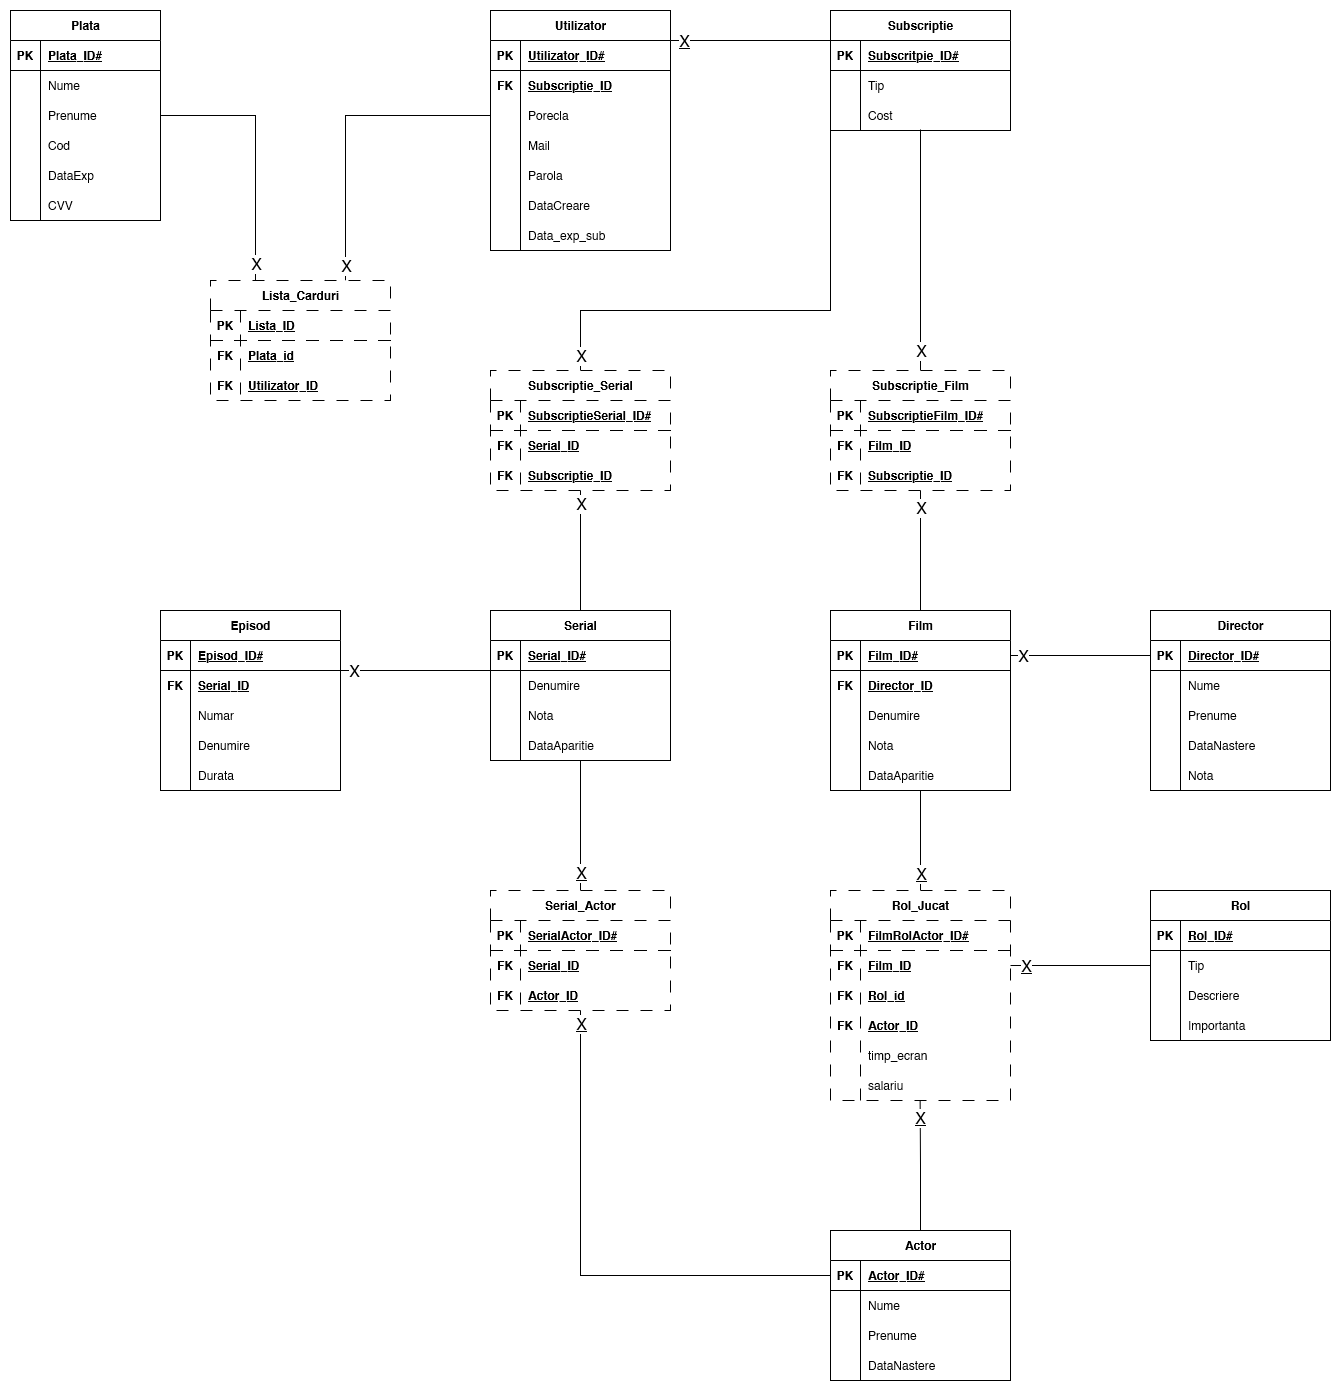 Plata
PK Plata_ID#
Nume
Prenume
Cod
DataExp
CVV
Utilizator
PK Utilizator_ID#
FK Subscriptie_ID
Porecla
Mail
Parola
DataCreare
Data_exp_sub
X
Subscriptie
PK Subscritpie_ID#
Tip
Cost
X
X
Lista_Carduri
PK Lista_ID
FK Plata_id
FK Utilizator_ID
X
Subscriptie_Serial
PK SubscriptieSerial_ID#
FK Serial_ID
FK Subscriptie_ID
X
X
Subscriptie_Film
PK SubscriptieFilm_ID#
FK Film_ID
FK Subscriptie_ID
X
Episod
PK Episod_ID#
FK Serial_ID
Numar
Denumire
Durata
X
Serial
PK Serial_ID#
Denumire
Nota
DataAparitie
Film
PK Film_ID#
FK Director_ID
Denumire
Nota
DataAparitie
X
Director
PK Director_ID#
Nume
Prenume
DataNastere
Nota
X
Serial_Actor
PK SerialActor_ID#
FK Serial_ID
FK Actor_ID
X
X
Rol_Jucat
PK FilmRolActor_ID#
FK Film_ID
FK Rol_id
FK Actor_ID
timp_ecran
salariu
X
X
Rol
PK Rol_ID#
Tip
Descriere
Importanta
Actor
PK Actor_ID#
Nume
Prenume
DataNastere